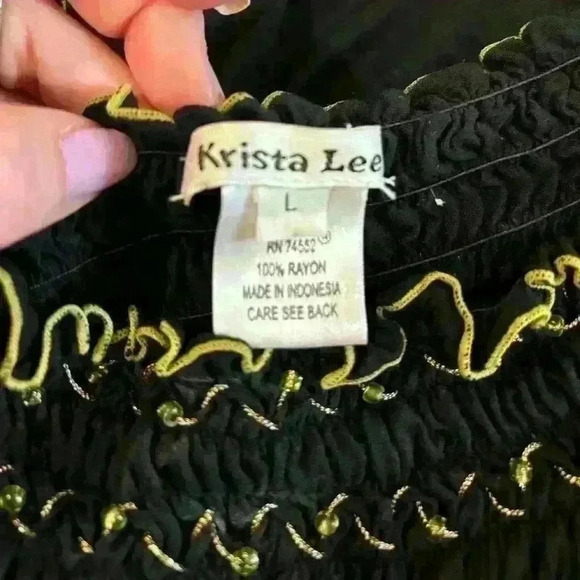 Krista Lee
L
RN 74552
100% RAYON
MADE IN INDONESIA
CARE SEE BACK